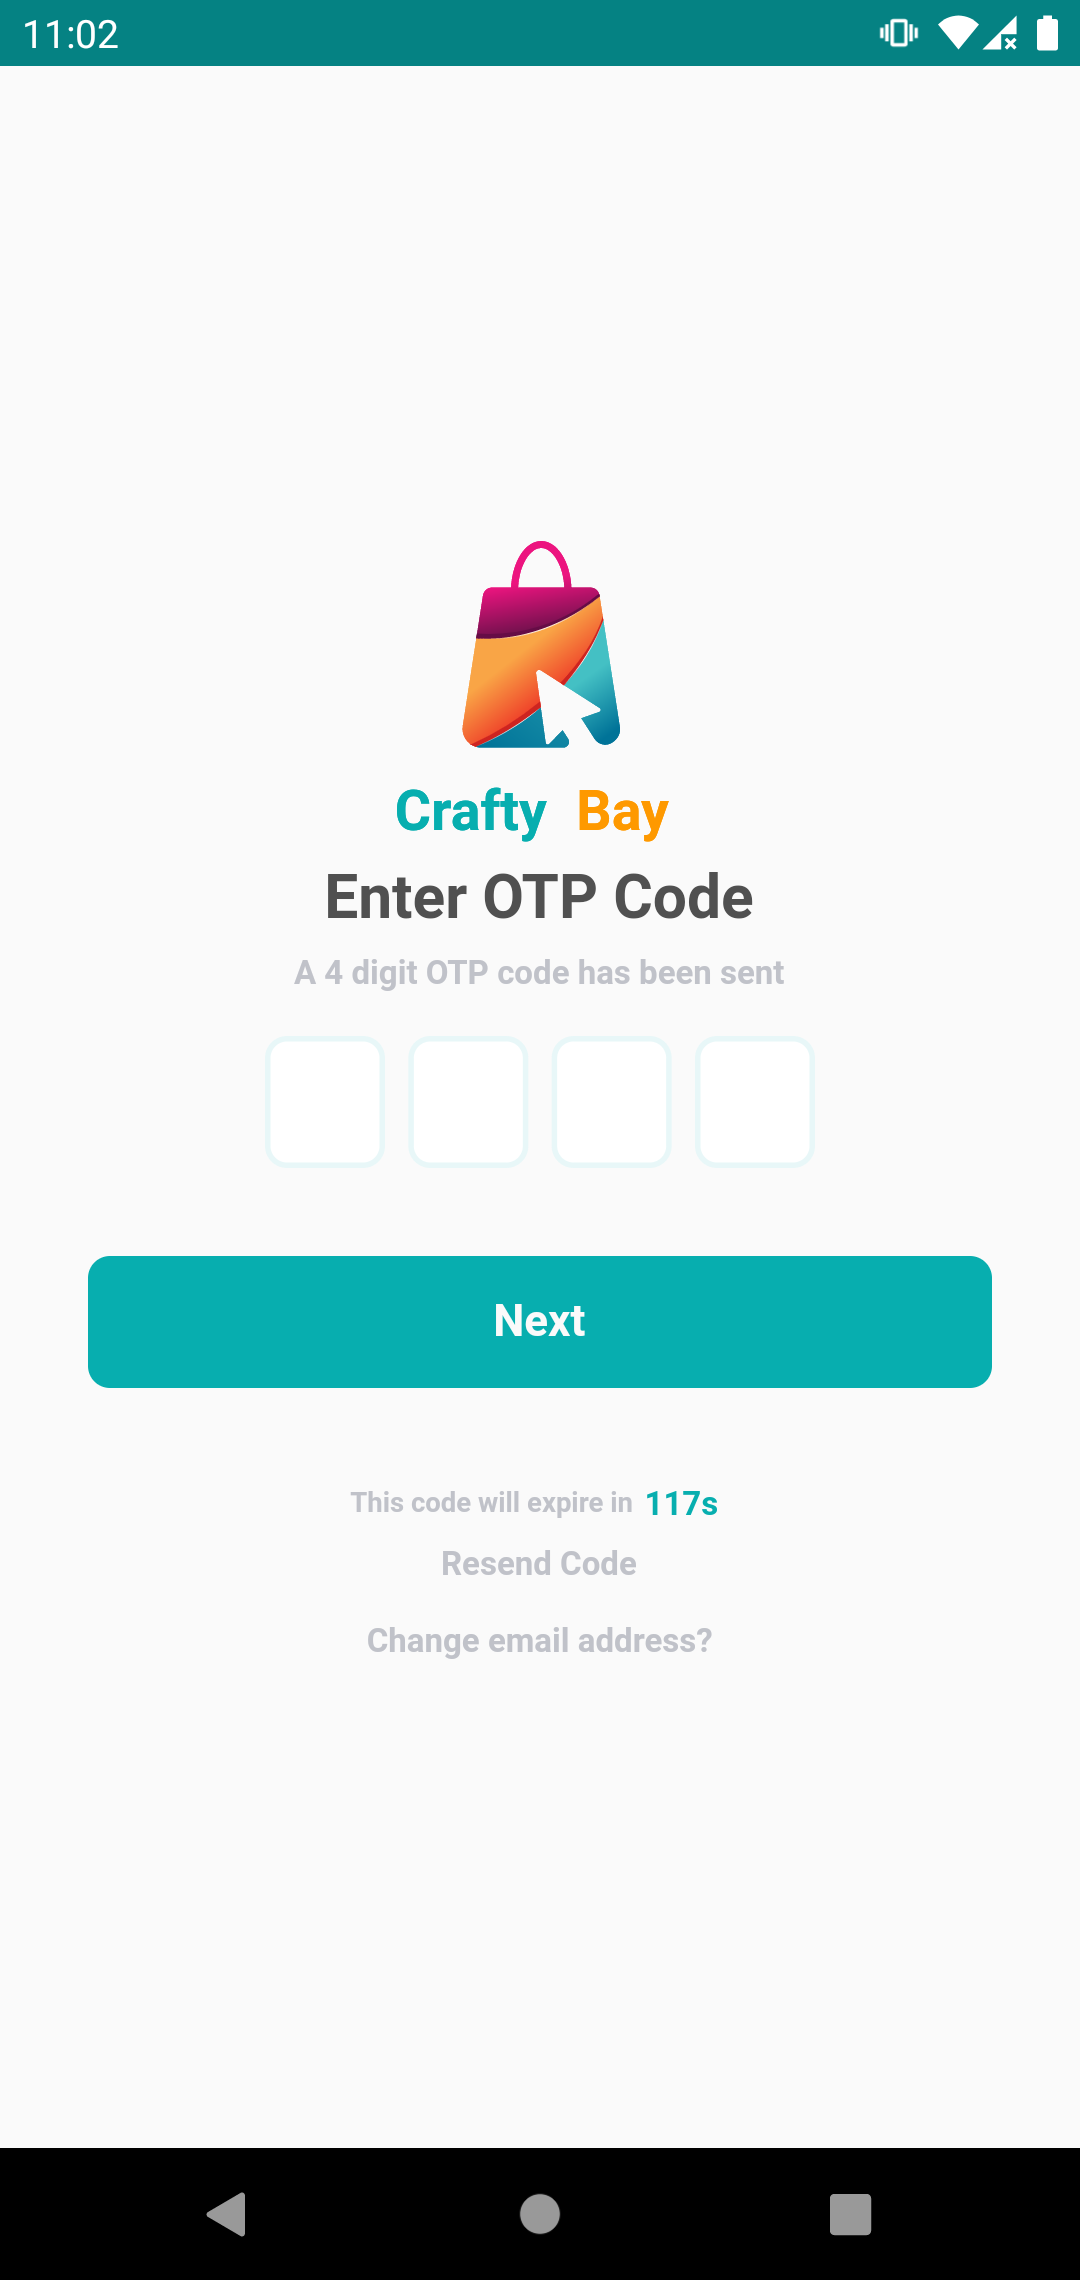 11:02
Crafty Bay
Enter OTP Code
A 4 digit OTP code has been sent
Next
This code will expire in 117s
Resend Code
Change email address?